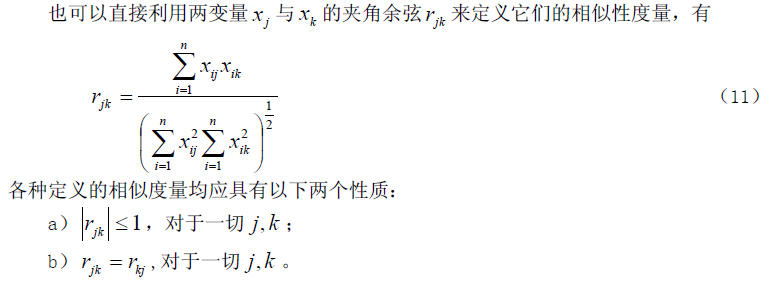 也可以直接利用两变量 $x_j$ 与 $x_k$ 的夹角余弦 $r_{jk}$ 来定义它们的相似性度量，有
$r_{jk} = \frac{\sum_{i=1}^{n} x_{ij} x_{ik}}{\left( \sum_{i=1}^{n} x_{ij}^2 \sum_{i=1}^{n} x_{ik}^2 \right)^{\frac{1}{2}}}$ （11）
各种定义的相似度量均应具有以下两个性质：
a）$|r_{jk}| \leq 1$，对于一切 $j,k$；
b）$r_{jk} = r_{kj}$,对于一切 $j,k$。